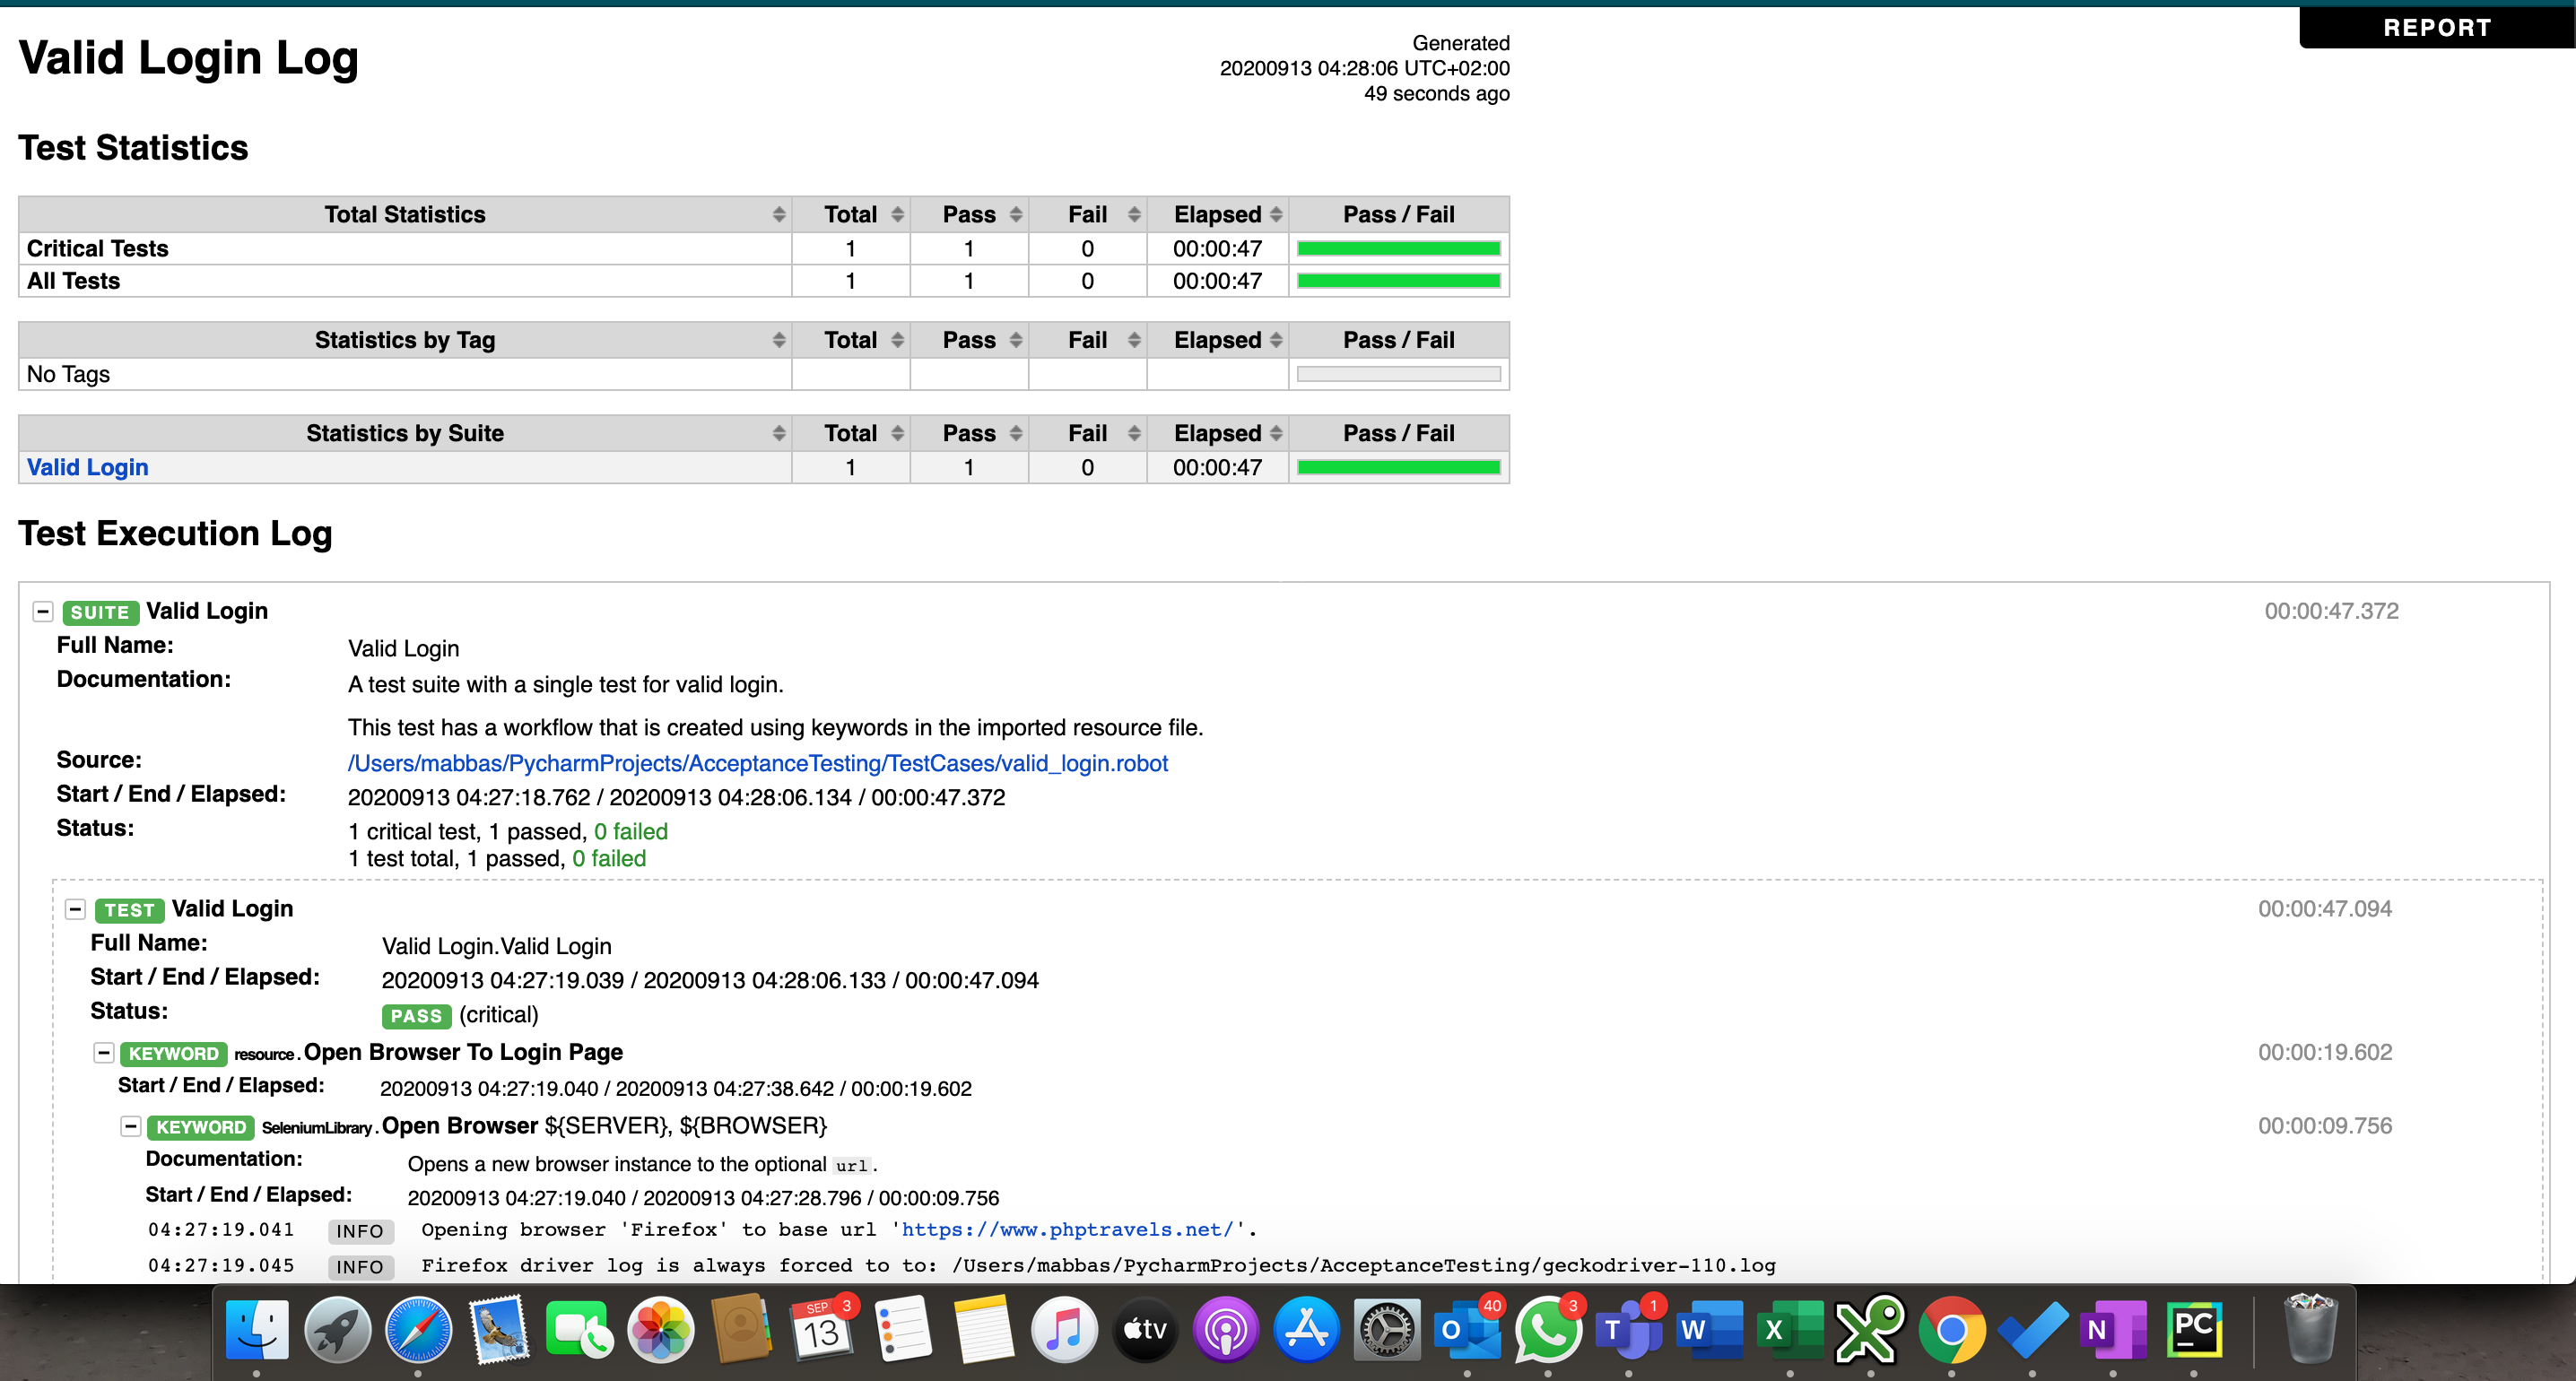 REPORT
Valid Login Log
Generated
20200913 04:28:06 UTC+02:00
49 seconds ago
Test Statistics
Total Statistics Total Pass Fail Elapsed Pass / Fail
Critical Tests 1 1 0 00:00:47
All Tests 1 1 0 00:00:47
Statistics by Tag Total Pass Fail Elapsed Pass / Fail
No Tags
Statistics by Suite Total Pass Fail Elapsed Pass / Fail
Valid Login 1 1 0 00:00:47
Test Execution Log
SUITE Valid Login 00:00:47.372
Full Name: Valid Login
Documentation: A test suite with a single test for valid login.
This test has a workflow that is created using keywords in the imported resource file.
Source: /Users/mabbas/PycharmProjects/AcceptanceTesting/TestCases/valid_login.robot
Start / End / Elapsed: 20200913 04:27:18.762 / 20200913 04:28:06.134 / 00:00:47.372
Status: 1 critical test, 1 passed, 0 failed
1 test total, 1 passed, 0 failed
TEST Valid Login 00:00:47.094
Full Name: Valid Login.Valid Login
Start / End / Elapsed: 20200913 04:27:19.039 / 20200913 04:28:06.133 / 00:00:47.094
Status: PASS (critical)
KEYWORD resource.Open Browser To Login Page 00:00:19.602
Start / End / Elapsed: 20200913 04:27:19.040 / 20200913 04:27:38.642 / 00:00:19.602
KEYWORD SeleniumLibrary.Open Browser ${SERVER}, ${BROWSER} 00:00:09.756
Documentation: Opens a new browser instance to the optional url.
Start / End / Elapsed: 20200913 04:27:19.040 / 20200913 04:27:28.796 / 00:00:09.756
04:27:19.041 INFO Opening browser 'Firefox' to base url 'https://www.phptravels.net/'.
04:27:19.045 INFO Firefox driver log is always forced to to: /Users/mabbas/PycharmProjects/AcceptanceTesting/geckodriver-110.log
SEP 3 13 tv O 40 3 T 1 W X N PC